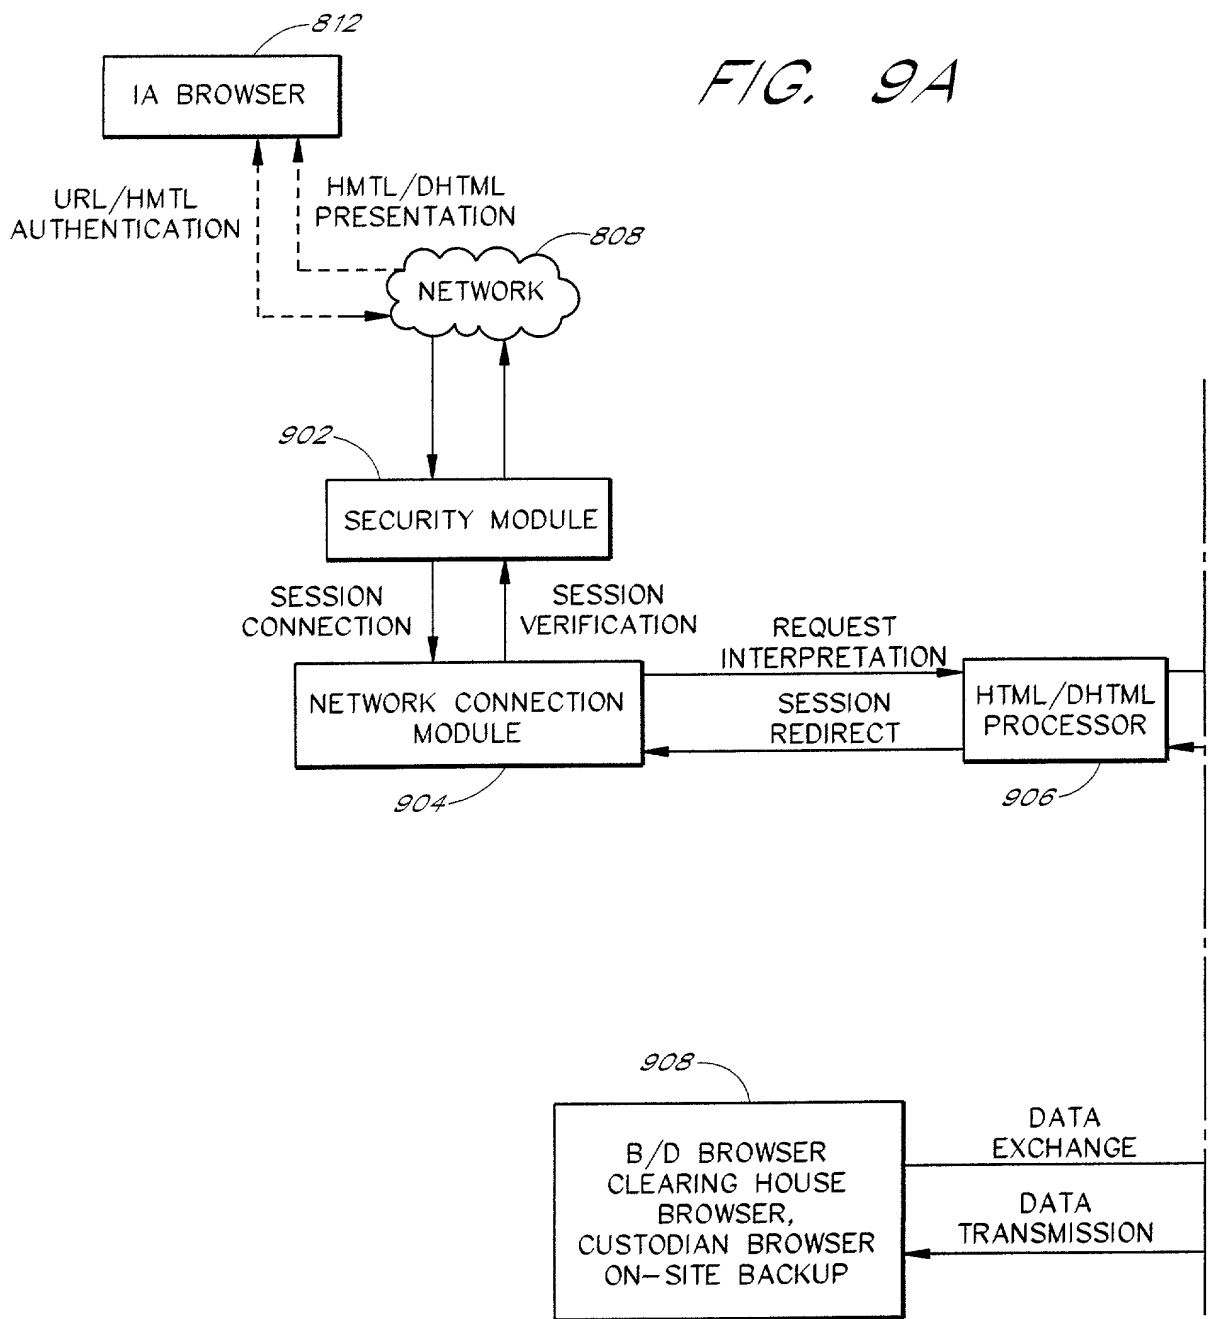 812
FIG. 9A
IA BROWSER
URL/HMTL
AUTHENTICATION
HMTL/DHTML
PRESENTATION
808
NETWORK
902
SECURITY MODULE
SESSION
CONNECTION
SESSION
VERIFICATION
REQUEST
INTERPRETATION
NETWORK CONNECTION
MODULE
SESSION
REDIRECT
HTML/DHTML
PROCESSOR
904
906
908
B/D BROWSER
CLEARING HOUSE
BROWSER,
CUSTODIAN BROWSER
ON-SITE BACKUP
DATA
EXCHANGE
DATA
TRANSMISSION